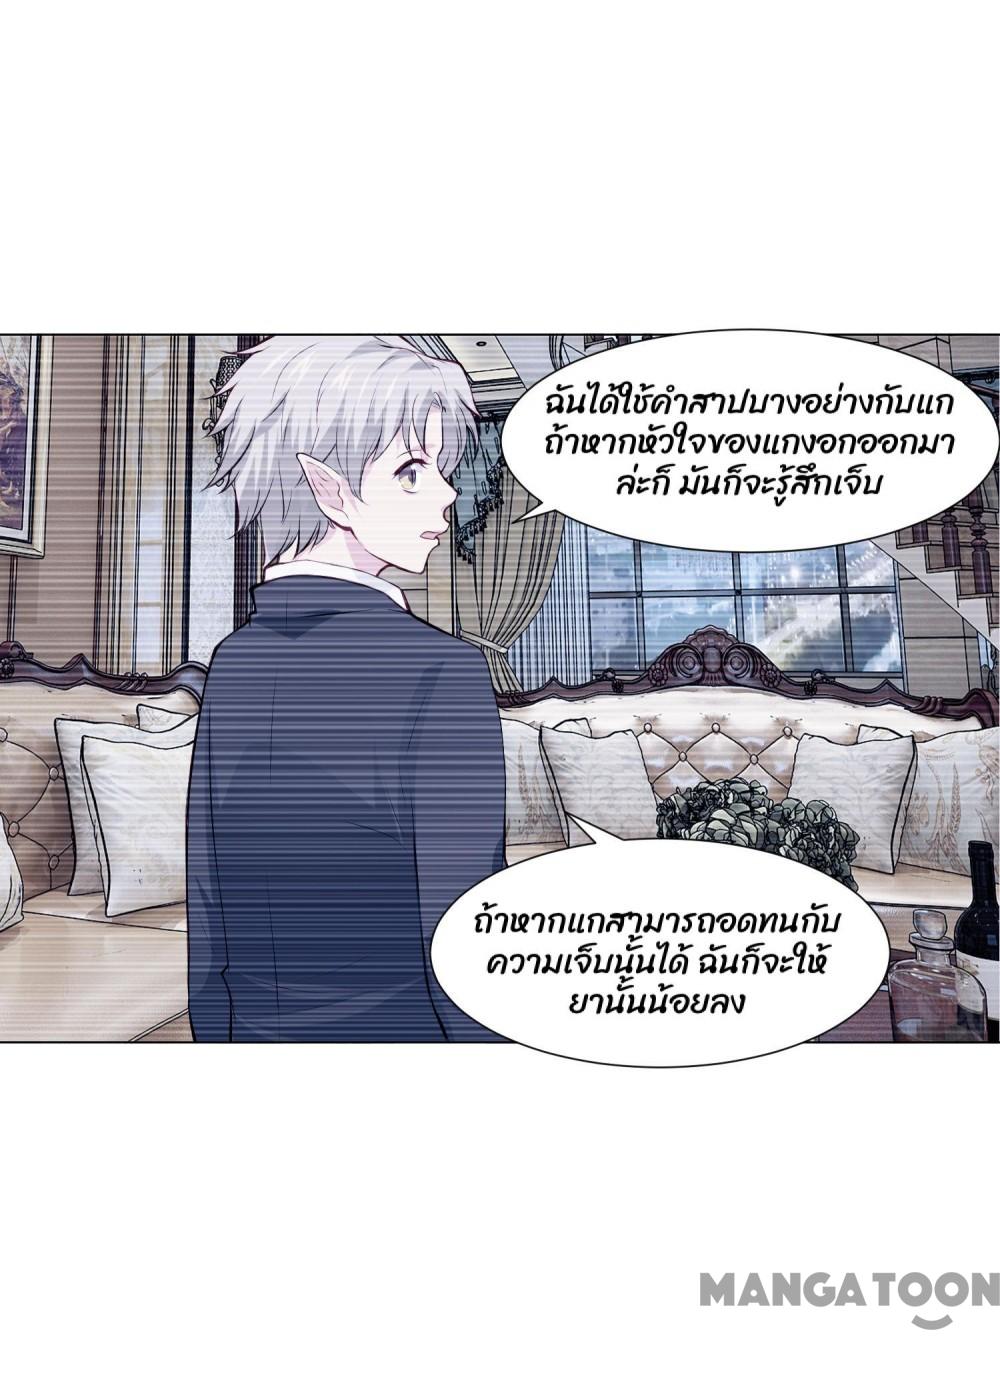 ฉันได้ใช้คำสาปบางอย่างกับแก
ถ้าหากหัวใจของแกงอกออกมา
ล่ะก็ มันก็จะรู้สึกเจ็บ
ถ้าหากแกสามารถอดทนกับ
ความเจ็บนั้นได้ ฉันก็จะให้
ยานั้นน้อยลง
MANGATOON